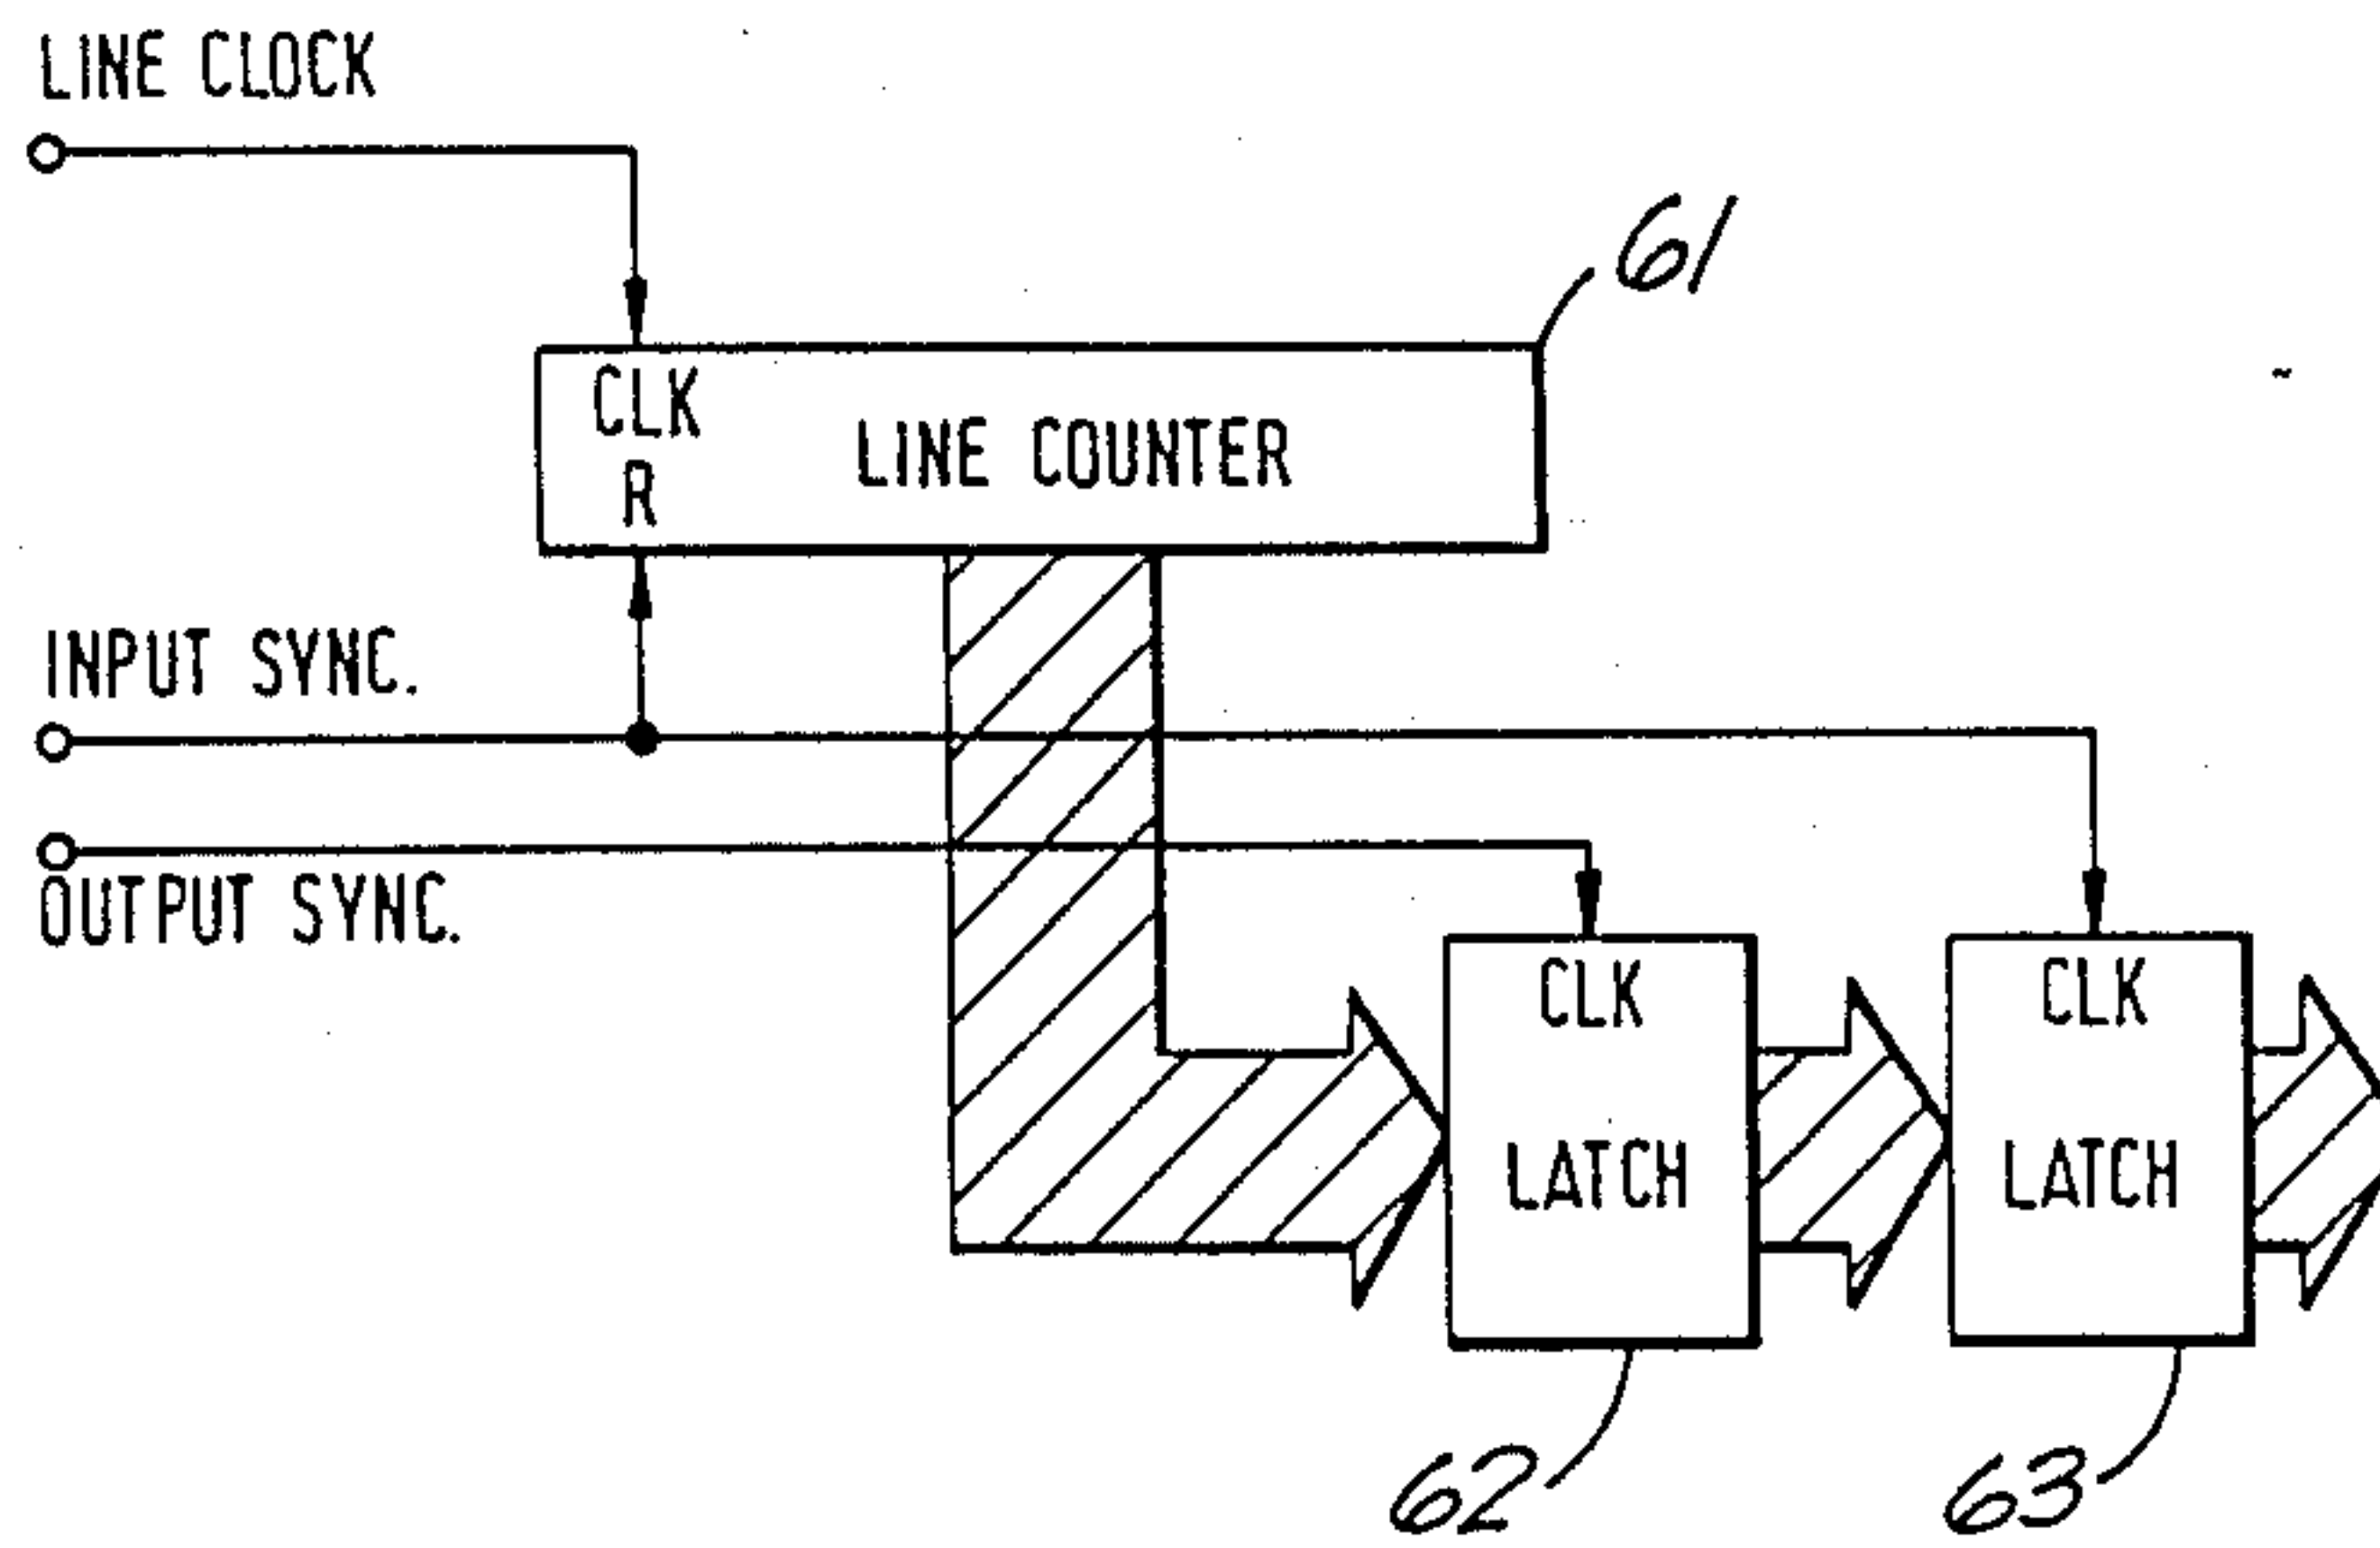 LINE CLOCK
61
CLK
R
LINE COUNTER
INPUT SYNC.
OUTPUT SYNC.
CLK
LATCH
CLK
LATCH
62
63